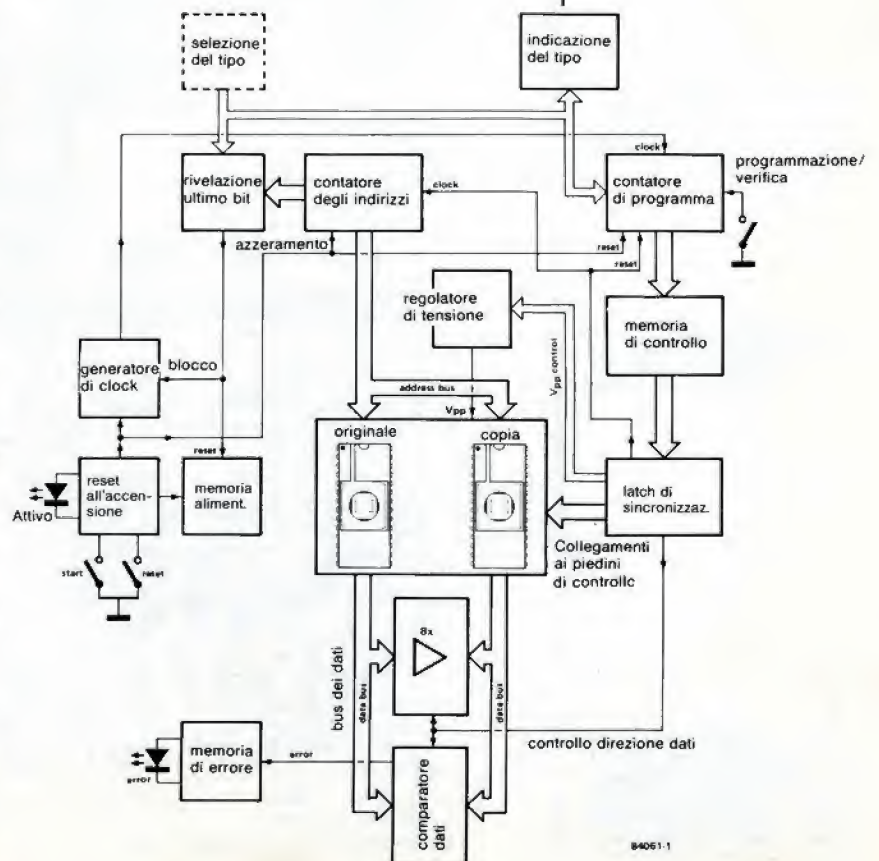 selezione
del tipo
indicazione
del tipo
clock
programmazione/
verifica
rivelazione
ultimo bit
contatore
degli indirizzi
clock
contatore
di programma
azzeramento
reset
reset
regolatore
di tensione
memoria
di controllo
generatore
di clock
blocco
Vpp control
address bus
Vpp
originale
copia
reset
reset
all'accen-
sione
memoria
aliment.
latch di
sincronizzaz.
Attivo
Collegamenti
ai piedini
di controllo
start
reset
8x
bus dei dati
data bus
data bus
controllo direzione dati
memoria
di errore
error
error
comparatore
dati
84061-1